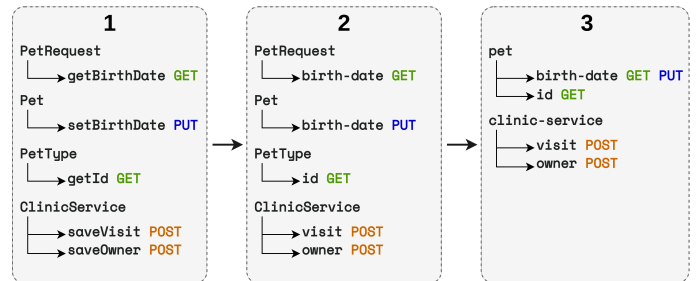 1
PetRequest
getBirthDate GET
Pet
setBirthDate PUT
PetType
getId GET
ClinicService
saveVisit POST
saveOwner POST
2
PetRequest
birth-date GET
Pet
birth-date PUT
PetType
id GET
ClinicService
visit POST
owner POST
3
pet
birth-date GET PUT
id GET
clinic-service
visit POST
owner POST